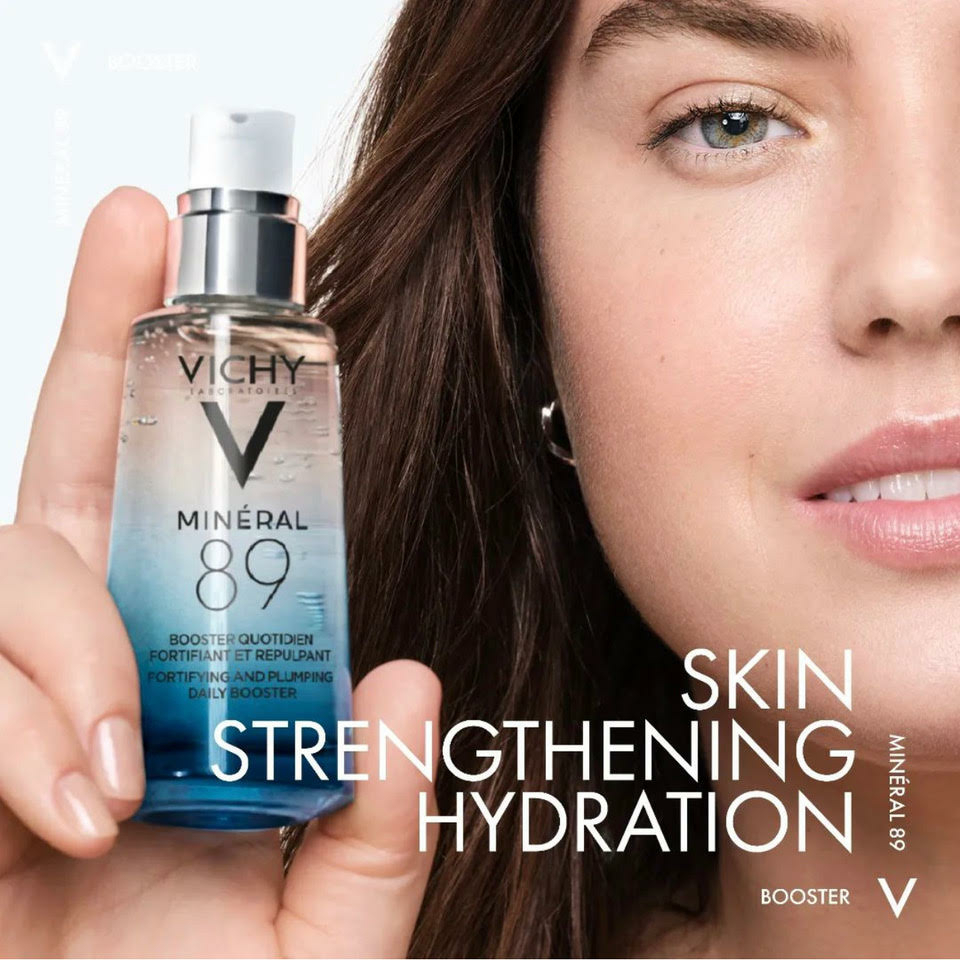 V BOOSTER
MINÉRAL 89
VICHY
LABORATOIRES
V
MINÉRAL
89
BOOSTER QUOTIDIEN
FORTIFIANT ET REPULPANT
FORTIFYING AND PLUMPING
DAILY BOOSTER
SKIN
STRENGTHENING
HYDRATION
MINÉRAL 89
BOOSTER V